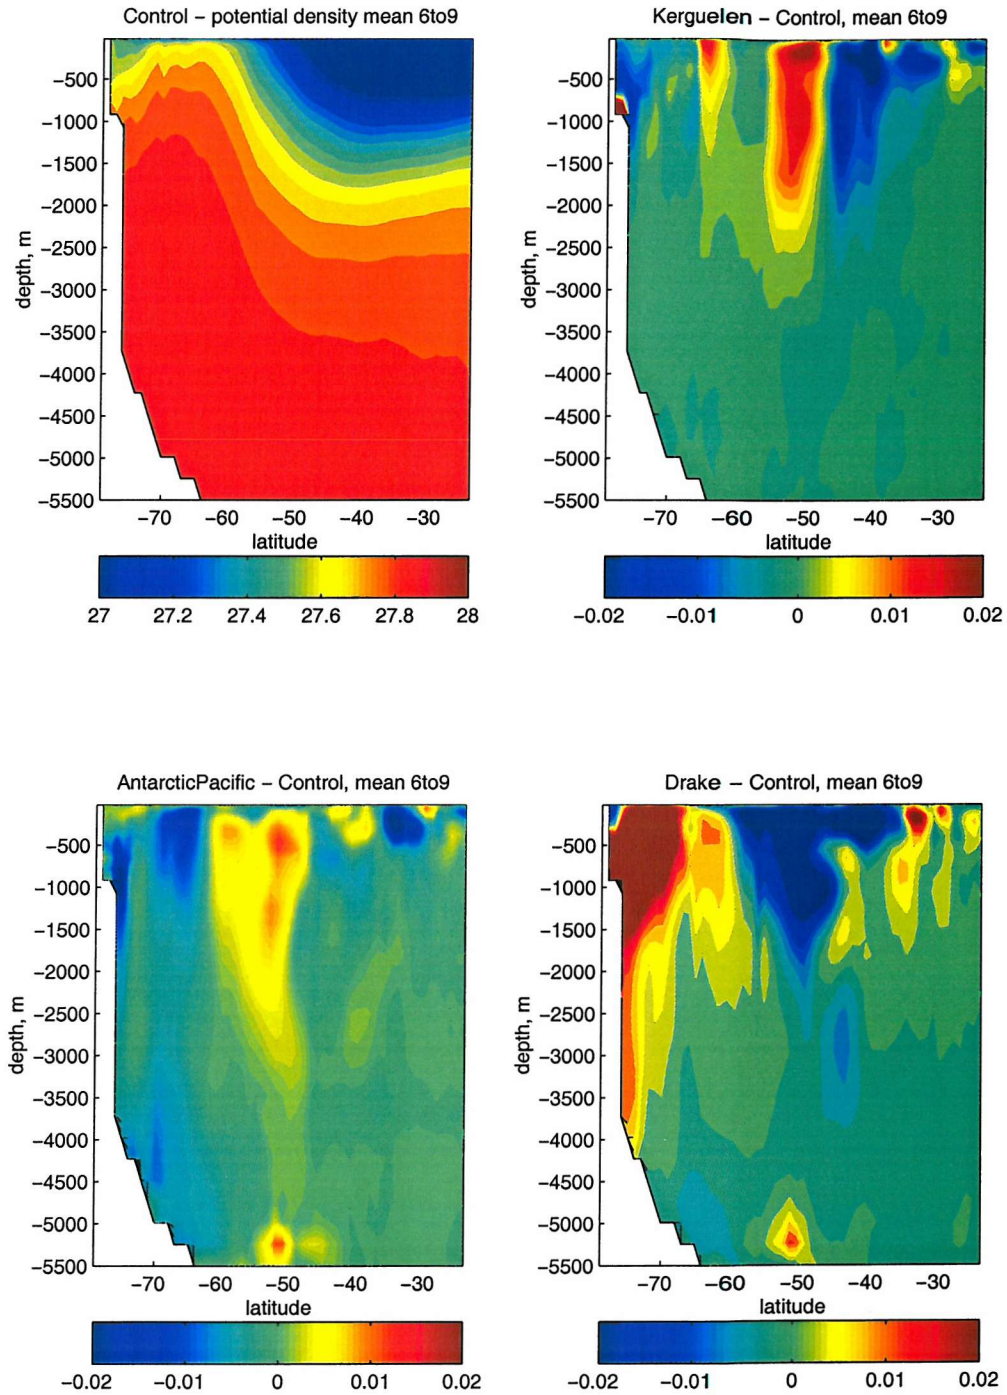 Control – potential density mean 6to9
Kerguelen – Control, mean 6to9
−500
−1000
−1500
−2000
−2500
−3000
−3500
−4000
−4500
−5000
−5500
depth, m
−70 −60 −50 −40 −30
latitude
27 27.2 27.4 27.6 27.8 28
−500
−1000
−1500
−2000
−2500
−3000
−3500
−4000
−4500
−5000
−5500
depth, m
−70 −60 −50 −40 −30
latitude
−0.02 −0.01 0 0.01 0.02
AntarcticPacific – Control, mean 6to9
Drake – Control, mean 6to9
−500
−1000
−1500
−2000
−2500
−3000
−3500
−4000
−4500
−5000
−5500
depth, m
−70 −60 −50 −40 −30
latitude
−0.02 −0.01 0 0.01 0.02
−500
−1000
−1500
−2000
−2500
−3000
−3500
−4000
−4500
−5000
−5500
depth, m
−70 −60 −50 −40 −30
latitude
−0.02 −0.01 0 0.01 0.02